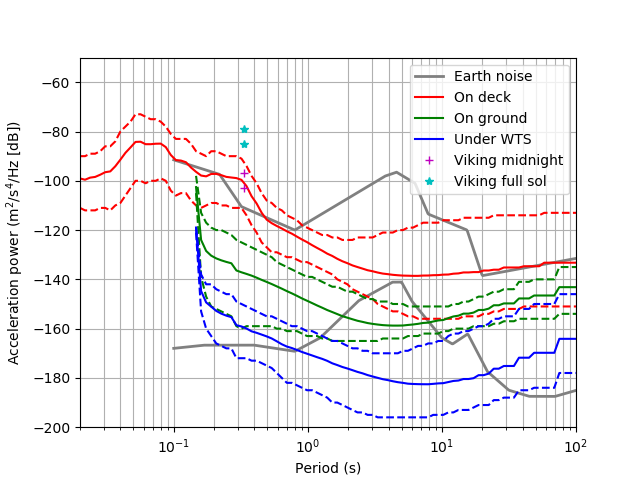 Acceleration power (m²/s⁴/Hz [dB])
−60
−80
−100
−120
−140
−160
−180
−200
10⁻¹
10⁰
10¹
10²
Period (s)
Earth noise
On deck
On ground
Under WTS
Viking midnight
Viking full sol